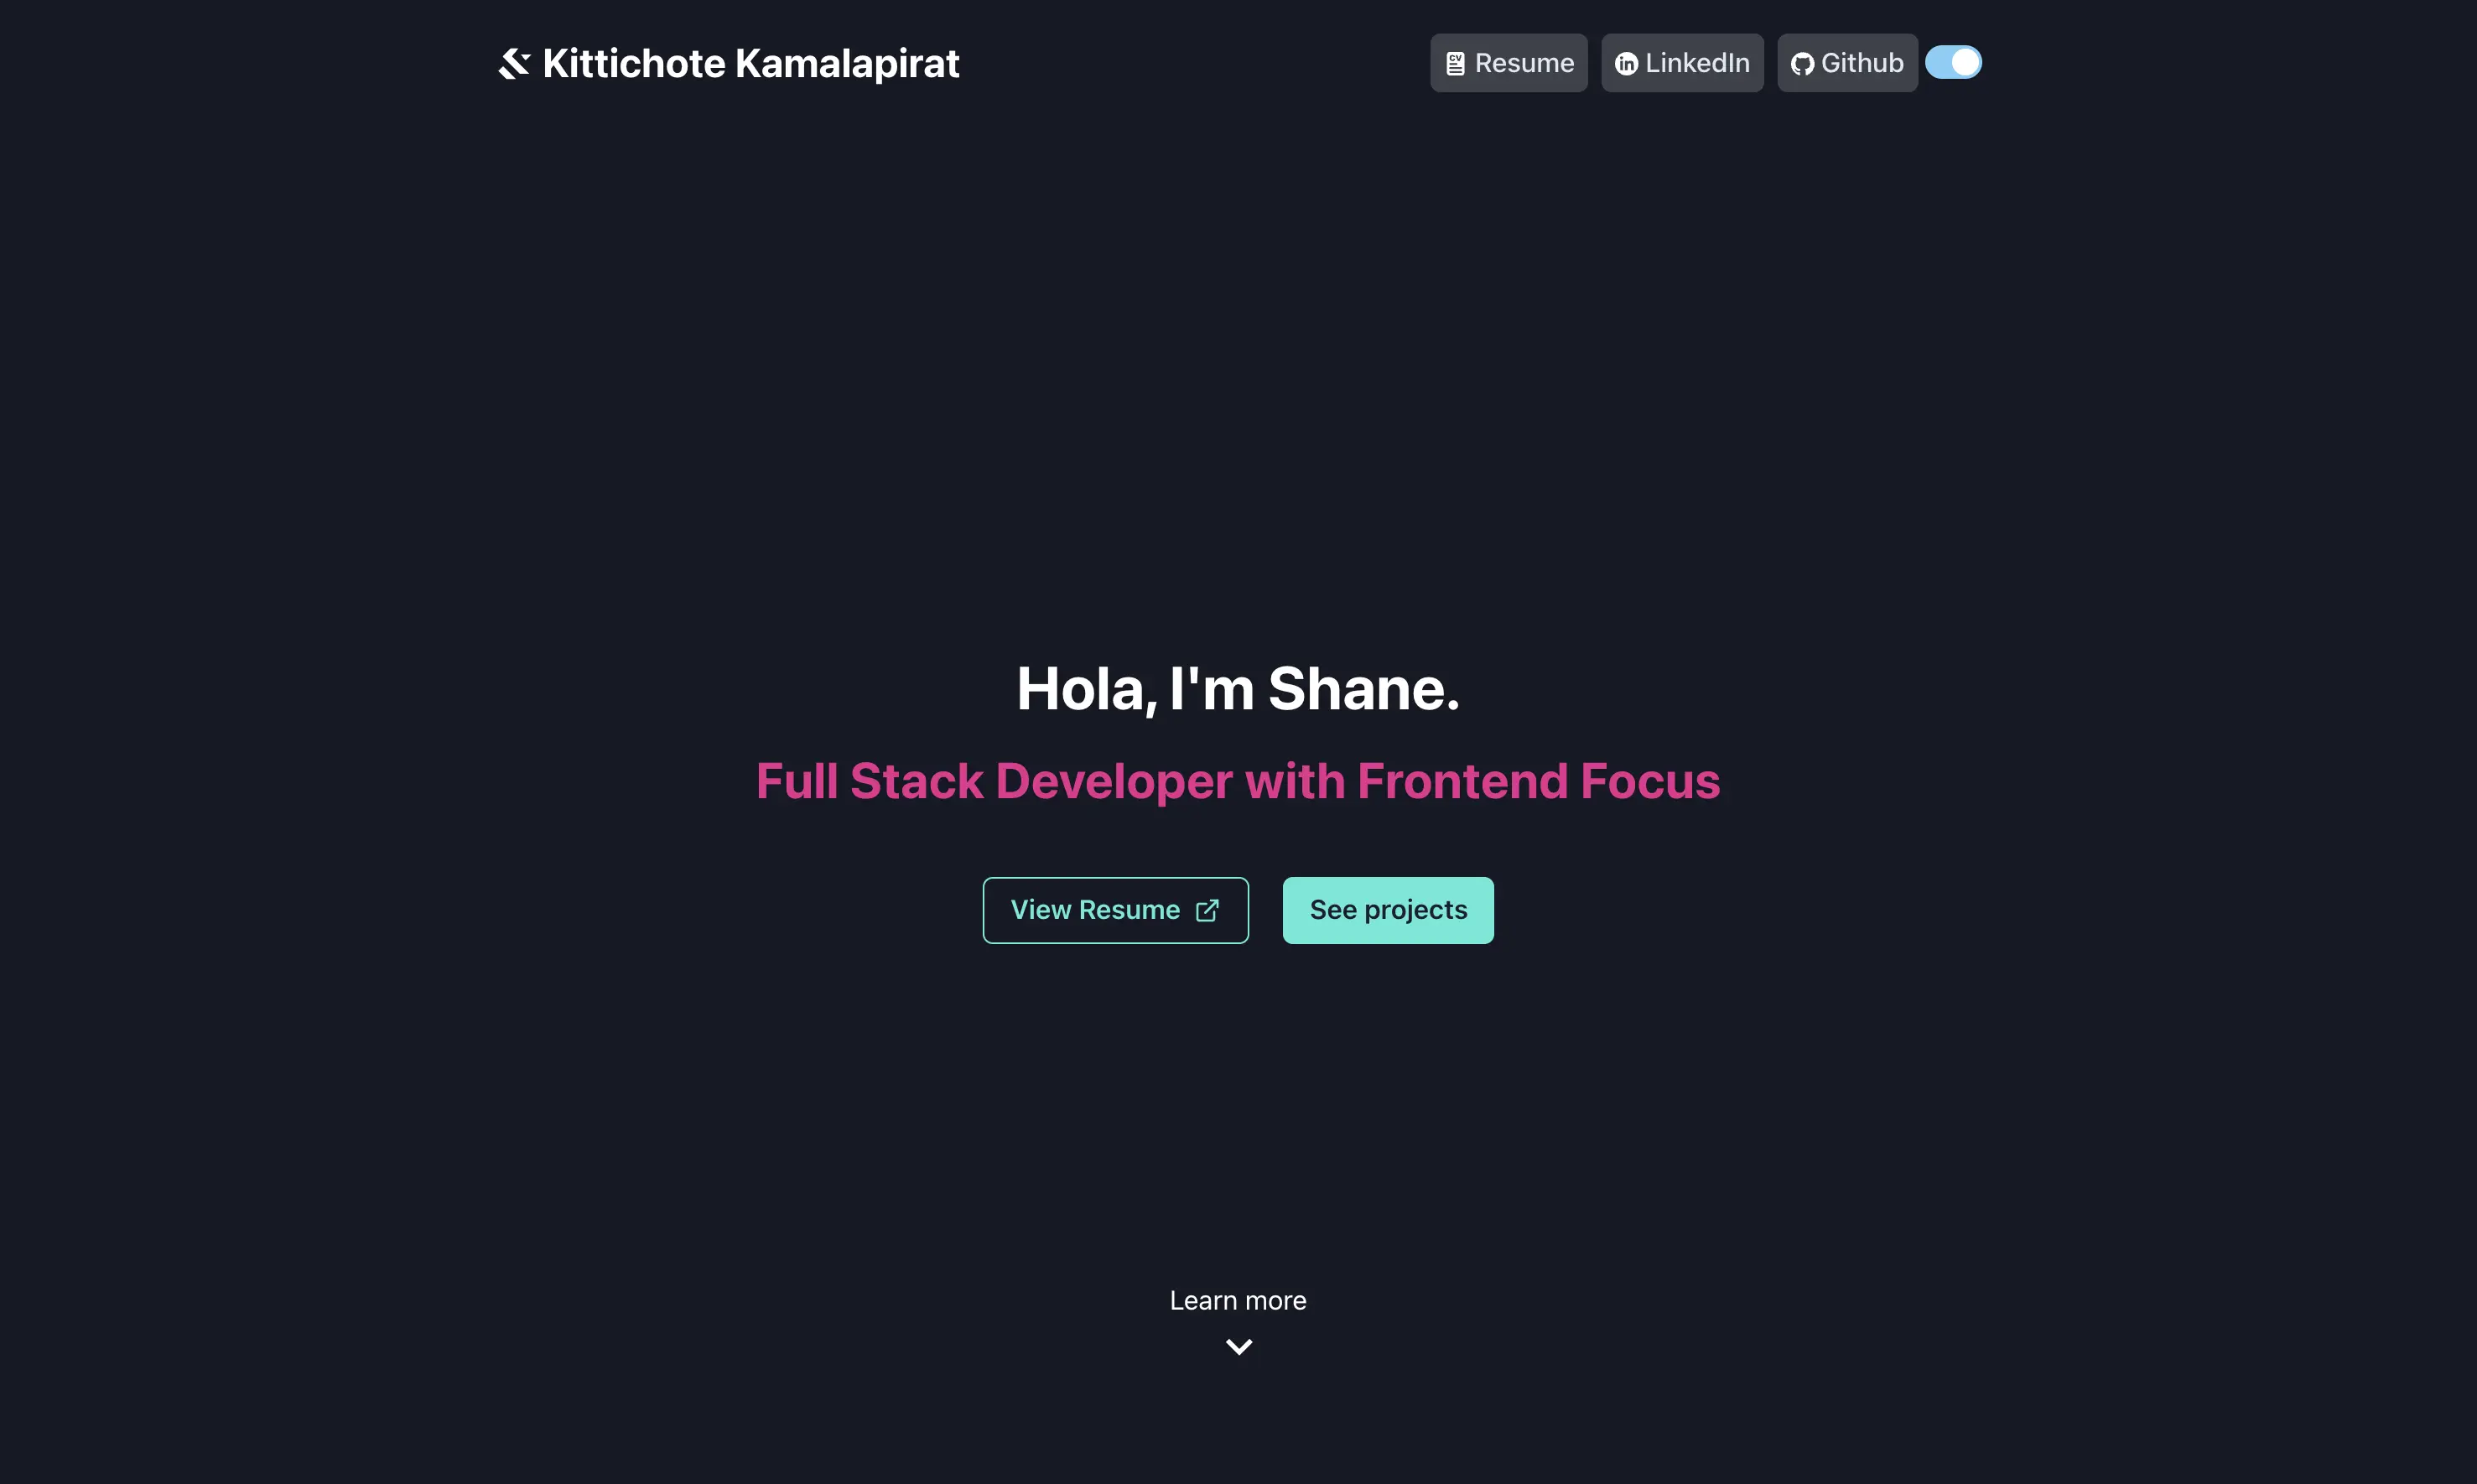 Kittichote Kamalapirat
CV Resume
LinkedIn
Github
Hola, I'm Shane.
Full Stack Developer with Frontend Focus
View Resume
See projects
Learn more